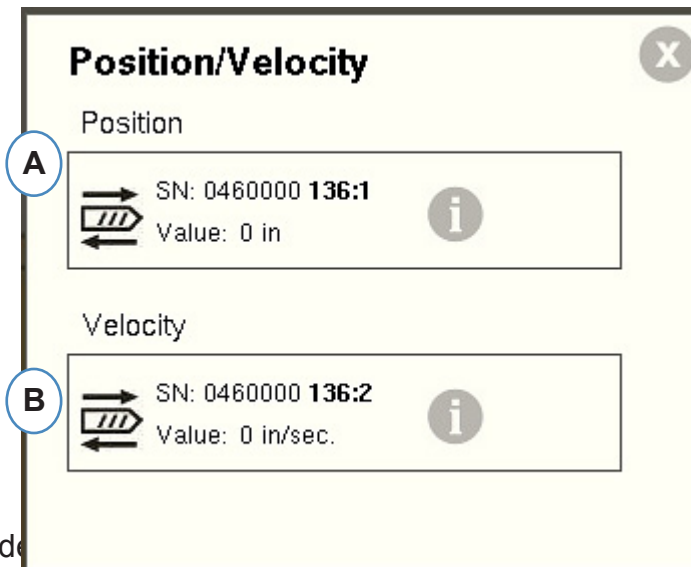 Position/Velocity
X
Position
A
SN: 0460000 136:1
Value: 0 in
i
Velocity
B
SN: 0460000 136:2
Value: 0 in/sec.
i